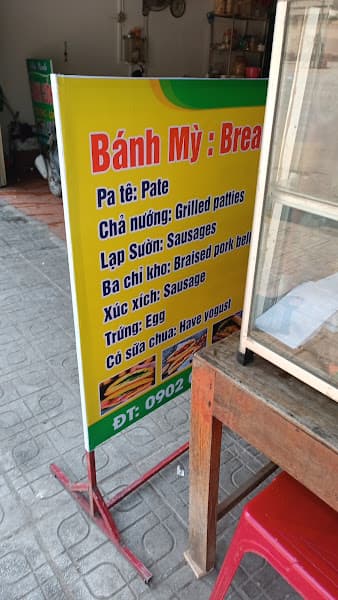 Bánh Mỳ : Brea
Pa tê: Pate
Chả nướng: Grilled patties
Lạp Sườn: Sausages
Ba chỉ kho: Braised pork bell
Xúc xích: Sausage
Trứng: Egg
Có sữa chua: Have yogust
ĐT: 0902